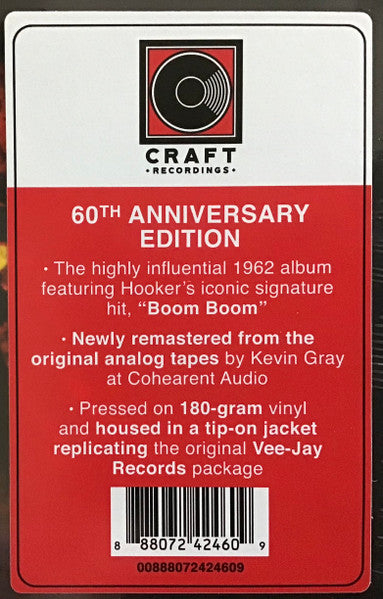 CRAFT
• RECORDINGS •
60TH ANNIVERSARY
EDITION
• The highly influential 1962 album
featuring Hooker's iconic signature
hit, "Boom Boom"
• Newly remastered from the
original analog tapes by Kevin Gray
at Cohearent Audio
• Pressed on 180-gram vinyl
and housed in a tip-on jacket
replicating the original Vee-Jay
Records package
8 88072 42460 9
00888072424609